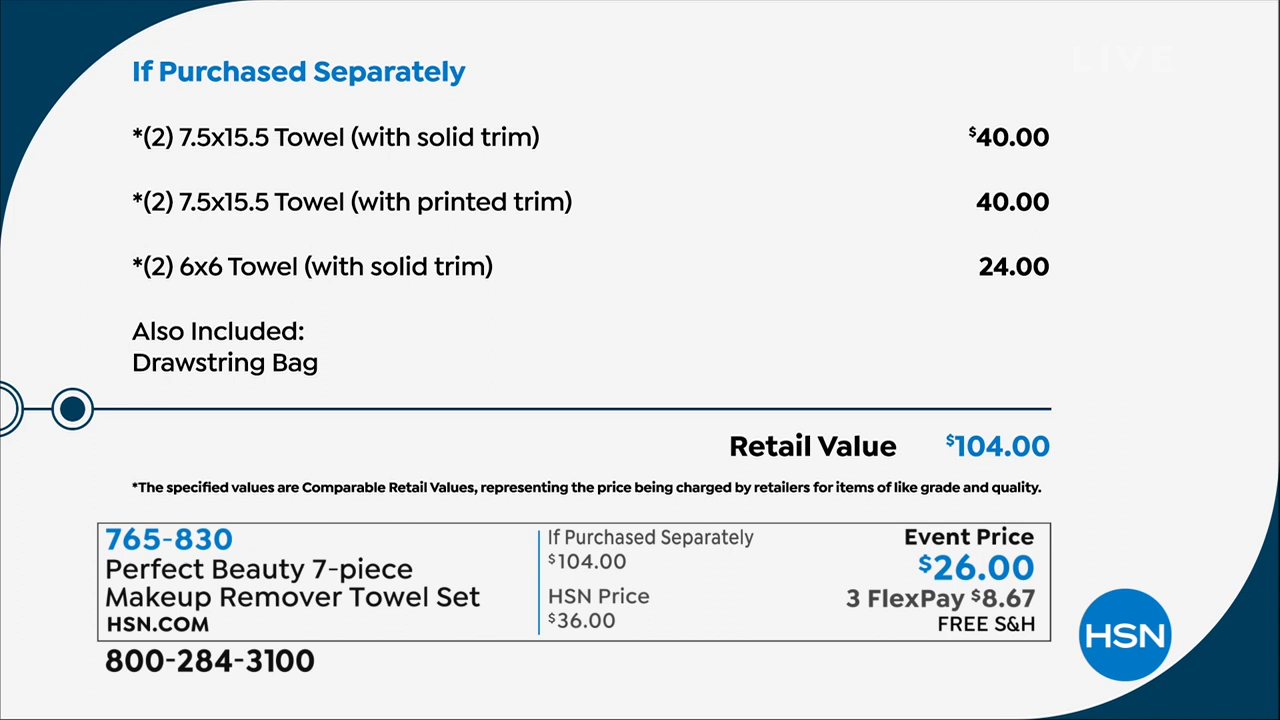 LIVE
If Purchased Separately
*(2) 7.5x15.5 Towel (with solid trim) $40.00
*(2) 7.5x15.5 Towel (with printed trim) 40.00
*(2) 6x6 Towel (with solid trim) 24.00
Also Included:
Drawstring Bag
Retail Value $104.00
*The specified values are Comparable Retail Values, representing the price being charged by retailers for items of like grade and quality.
765-830
Perfect Beauty 7-piece
Makeup Remover Towel Set
HSN.COM
If Purchased Separately
$104.00
HSN Price
$36.00
Event Price
$26.00
3 FlexPay $8.67
FREE S&H
800-284-3100
HSN